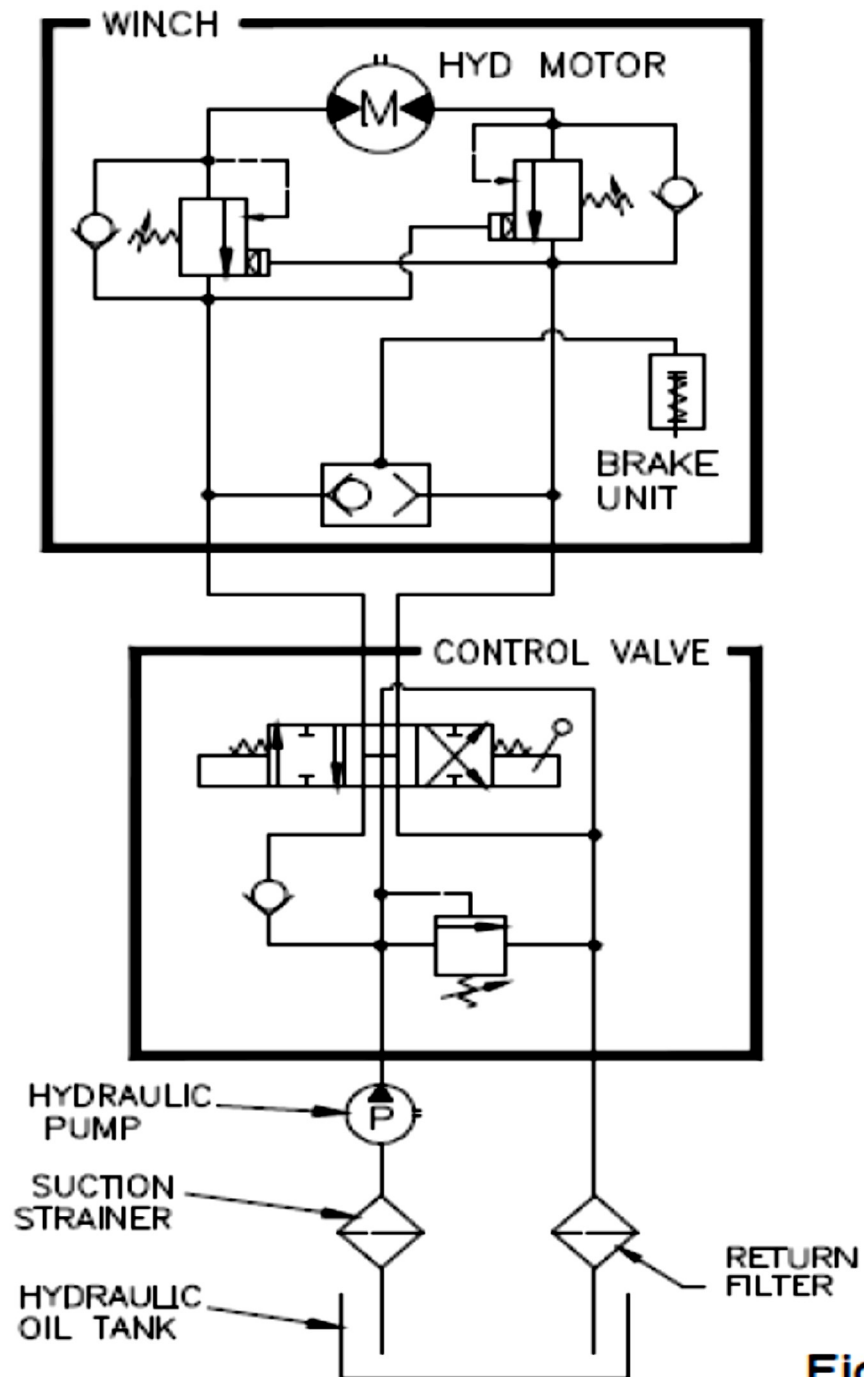 WINCH
HYD MOTOR
M
BRAKE
UNIT
CONTROL VALVE
HYDRAULIC
PUMP
P
SUCTION
STRAINER
RETURN
FILTER
HYDRAULIC
OIL TANK